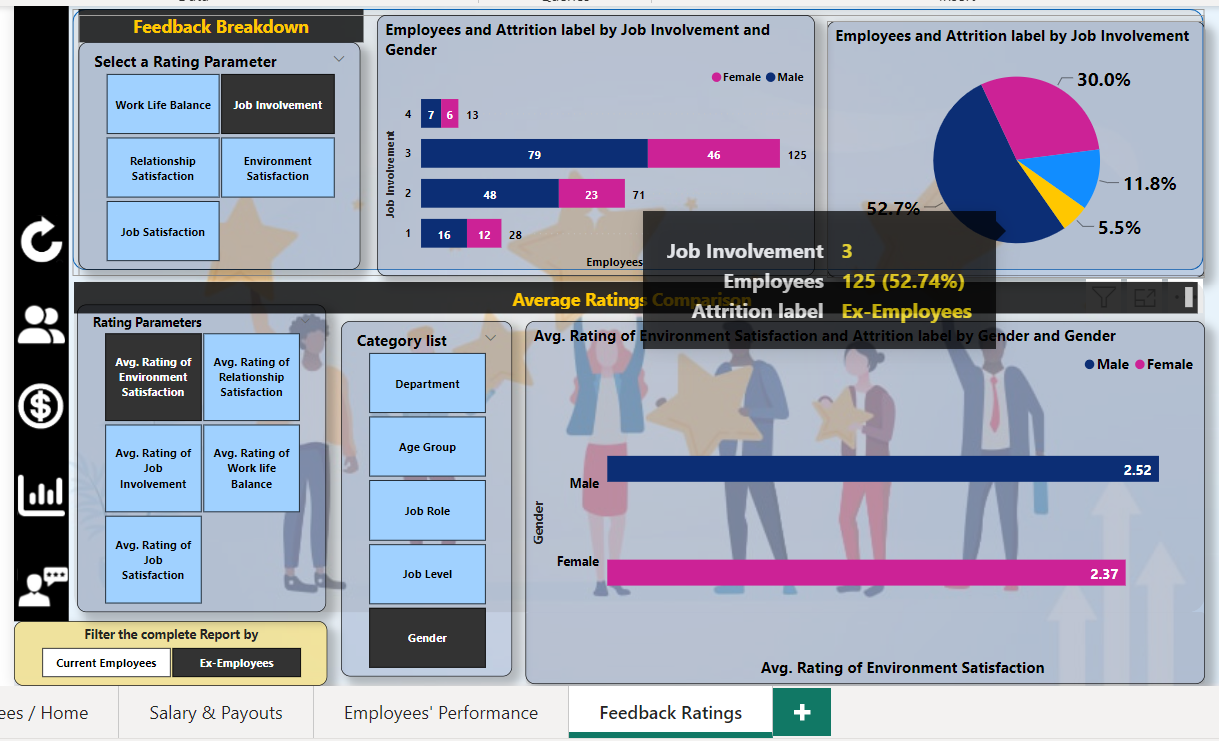 Feedback Breakdown
Select a Rating Parameter
Work Life Balance
Job Involvement
Relationship
Satisfaction
Environment
Satisfaction
Job Satisfaction
Employees and Attrition label by Job Involvement and
Gender
Female Male
Job Involvement
4 7 6 13
3 79 46 125
2 48 23 71
1 16 12 28
Employees
Employees and Attrition label by Job Involvement
30.0%
11.8%
5.5%
52.7%
Job Involvement 3
Employees 125 (52.74%)
Attrition label Ex-Employees
Average Ratings Comparison
Rating Parameters
Avg. Rating of
Environment
Satisfaction
Avg. Rating of
Relationship
Satisfaction
Avg. Rating of
Job
Involvement
Avg. Rating of
Work life
Balance
Avg. Rating of
Job
Satisfaction
Category list
Department
Age Group
Job Role
Job Level
Gender
Avg. Rating of Environment Satisfaction and Attrition label by Gender and Gender
Male Female
Gender
Male 2.52
Female 2.37
Avg. Rating of Environment Satisfaction
Filter the complete Report by
Current Employees
Ex-Employees
ees / Home
Salary & Payouts
Employees' Performance
Feedback Ratings
+